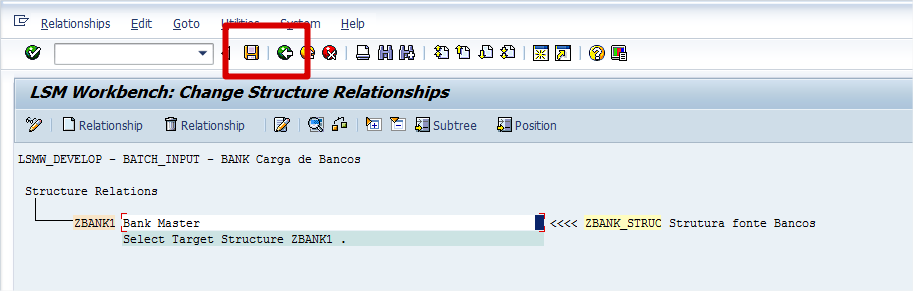 Relationships Edit Goto Utilities System Help
LSM Workbench: Change Structure Relationships
Relationship Relationship Subtree Position
LSMW_DEVELOP - BATCH_INPUT - BANK Carga de Bancos
Structure Relations
ZBANK1 Bank Master <<<< ZBANK_STRUC Strutura fonte Bancos
Select Target Structure ZBANK1 .